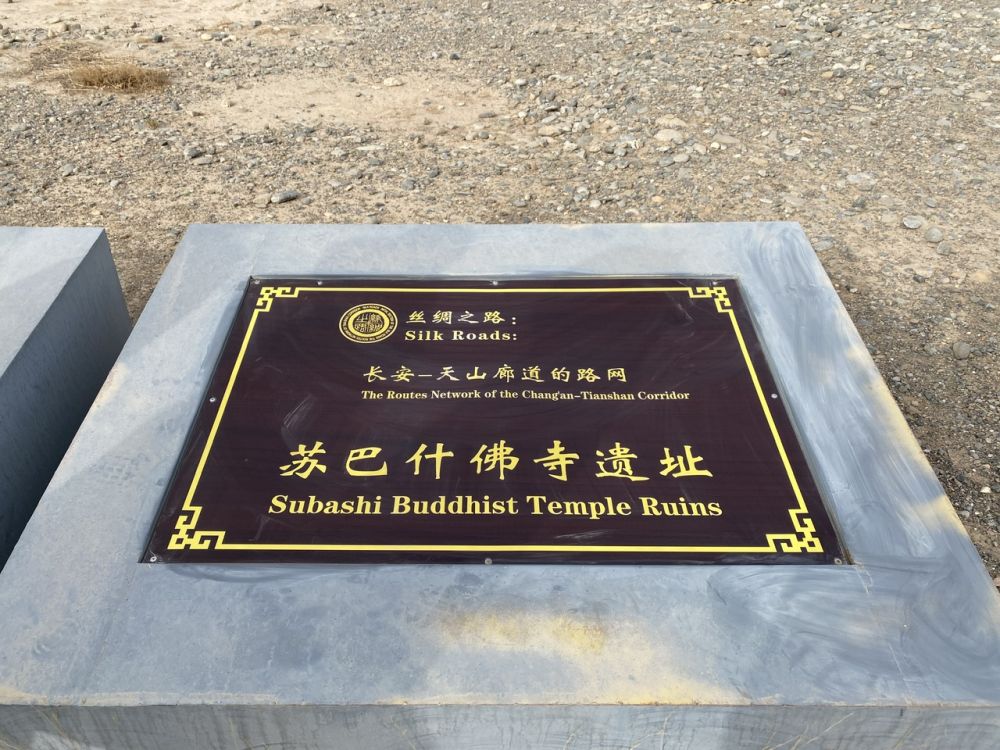 丝绸之路:
Silk Roads:
长安–天山廊道的路网
The Routes Network of the Chang'an-Tianshan Corridor
苏巴什佛寺遗址
Subashi Buddhist Temple Ruins